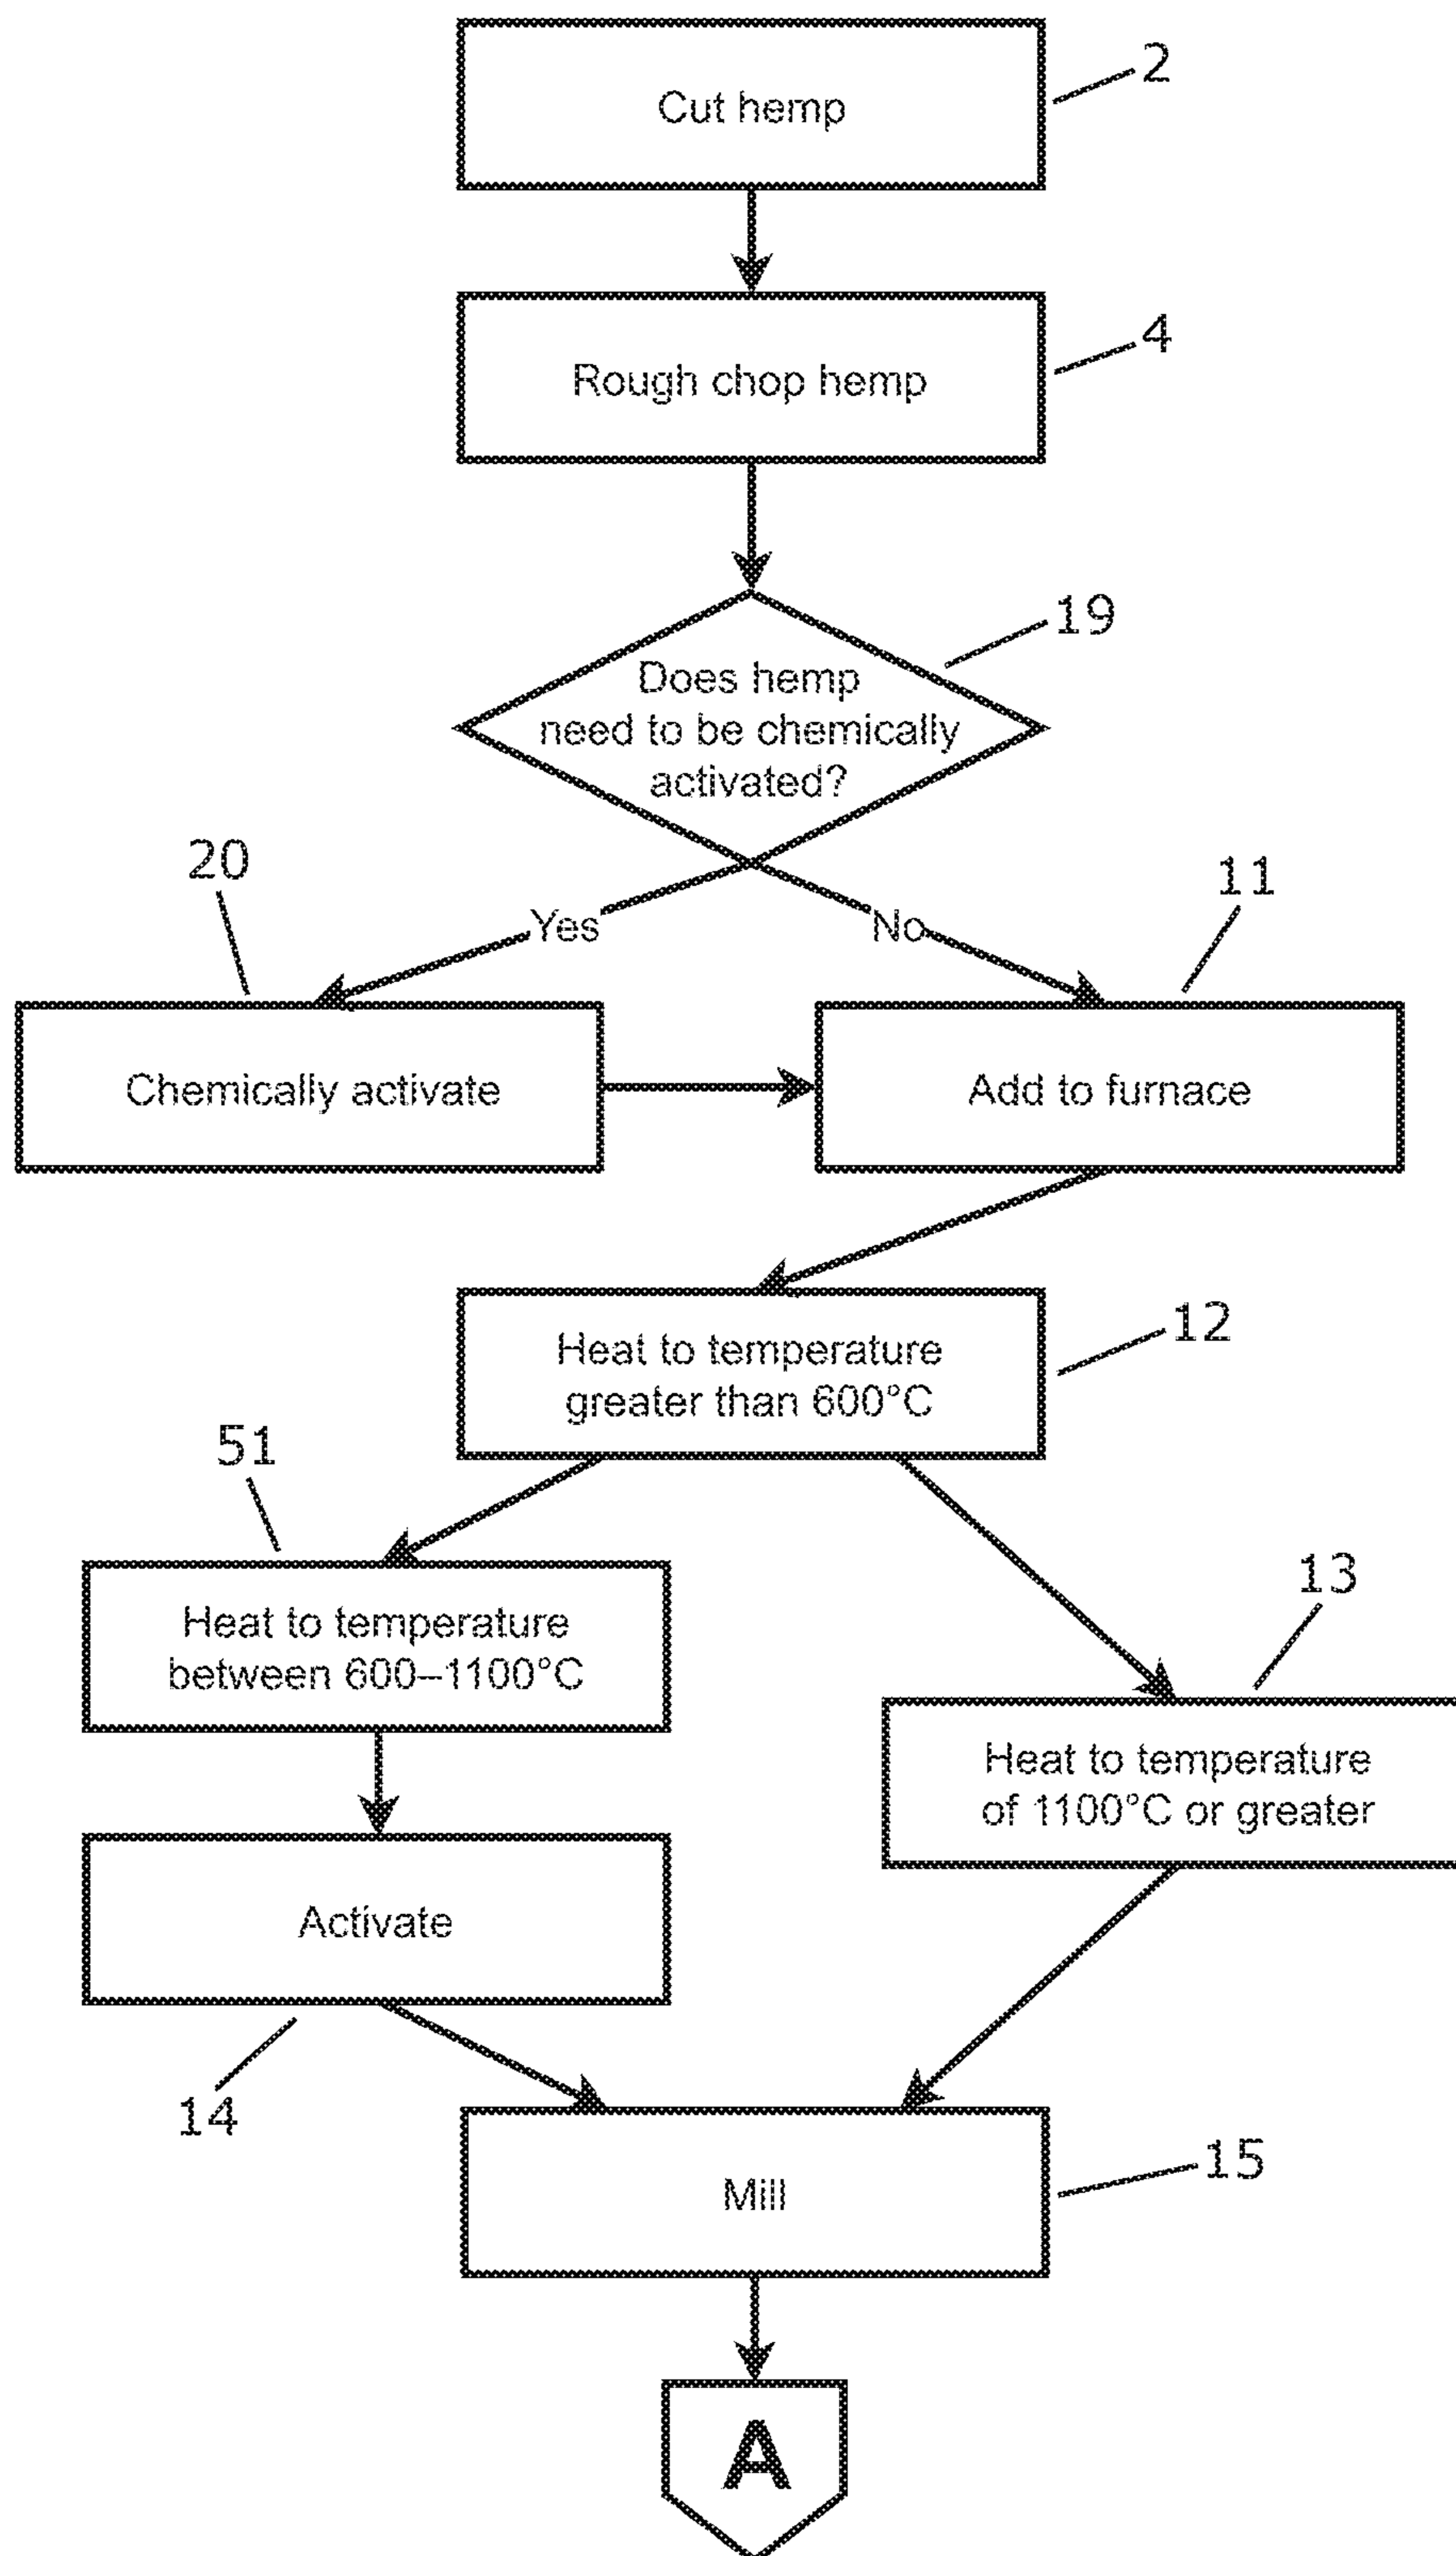 Cut hemp
2
Rough chop hemp
4
Does hemp
need to be chemically
activated?
19
Yes
No
20
11
Chemically activate
Add to furnace
Heat to temperature
greater than 600°C
12
51
Heat to temperature
between 600–1100°C
13
Heat to temperature
of 1100°C or greater
Activate
14
Mill
15
A